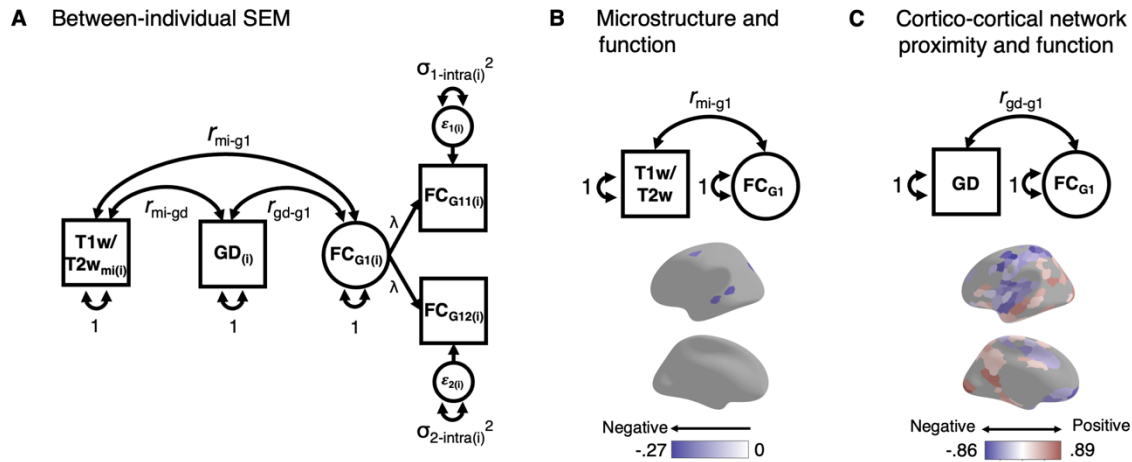 A Between-individual SEM
σ1-intra(i)²
ε1(i)
rmi-g1
FCG11(i)
rmi-gd
rgd-g1
λ
T1w/
T2wmi(i)
GD(i)
FCG1(i)
λ
1
1
1
FCG12(i)
ε2(i)
σ2-intra(i)²
B Microstructure and
function
rmi-g1
1
T1w/
T2w
1
FCG1
Negative
-.27
0
C Cortico-cortical network
proximity and function
rgd-g1
1
GD
1
FCG1
Negative
Positive
-.86
.89